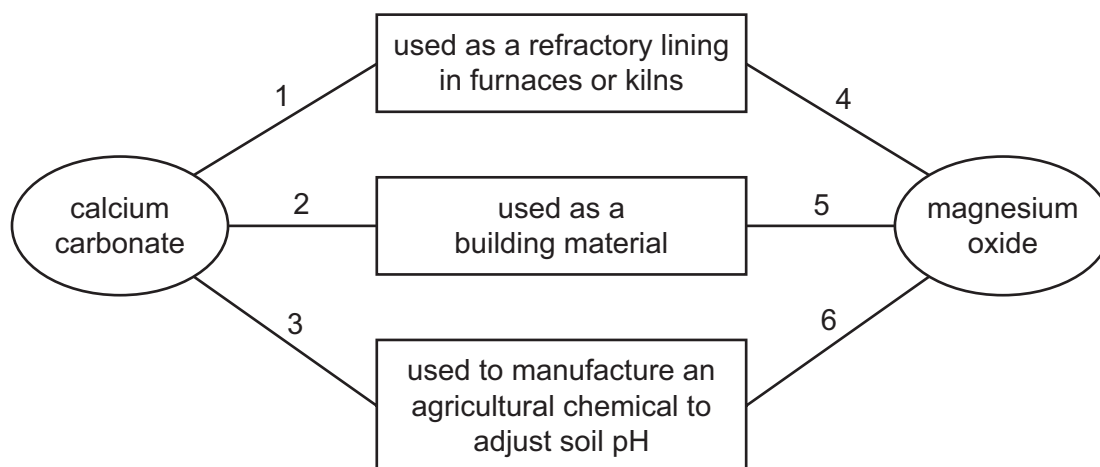 used as a refractory lining
in furnaces or kilns
1
4
calcium
carbonate
2
used as a
building material
5
magnesium
oxide
3
6
used to manufacture an
agricultural chemical to
adjust soil pH